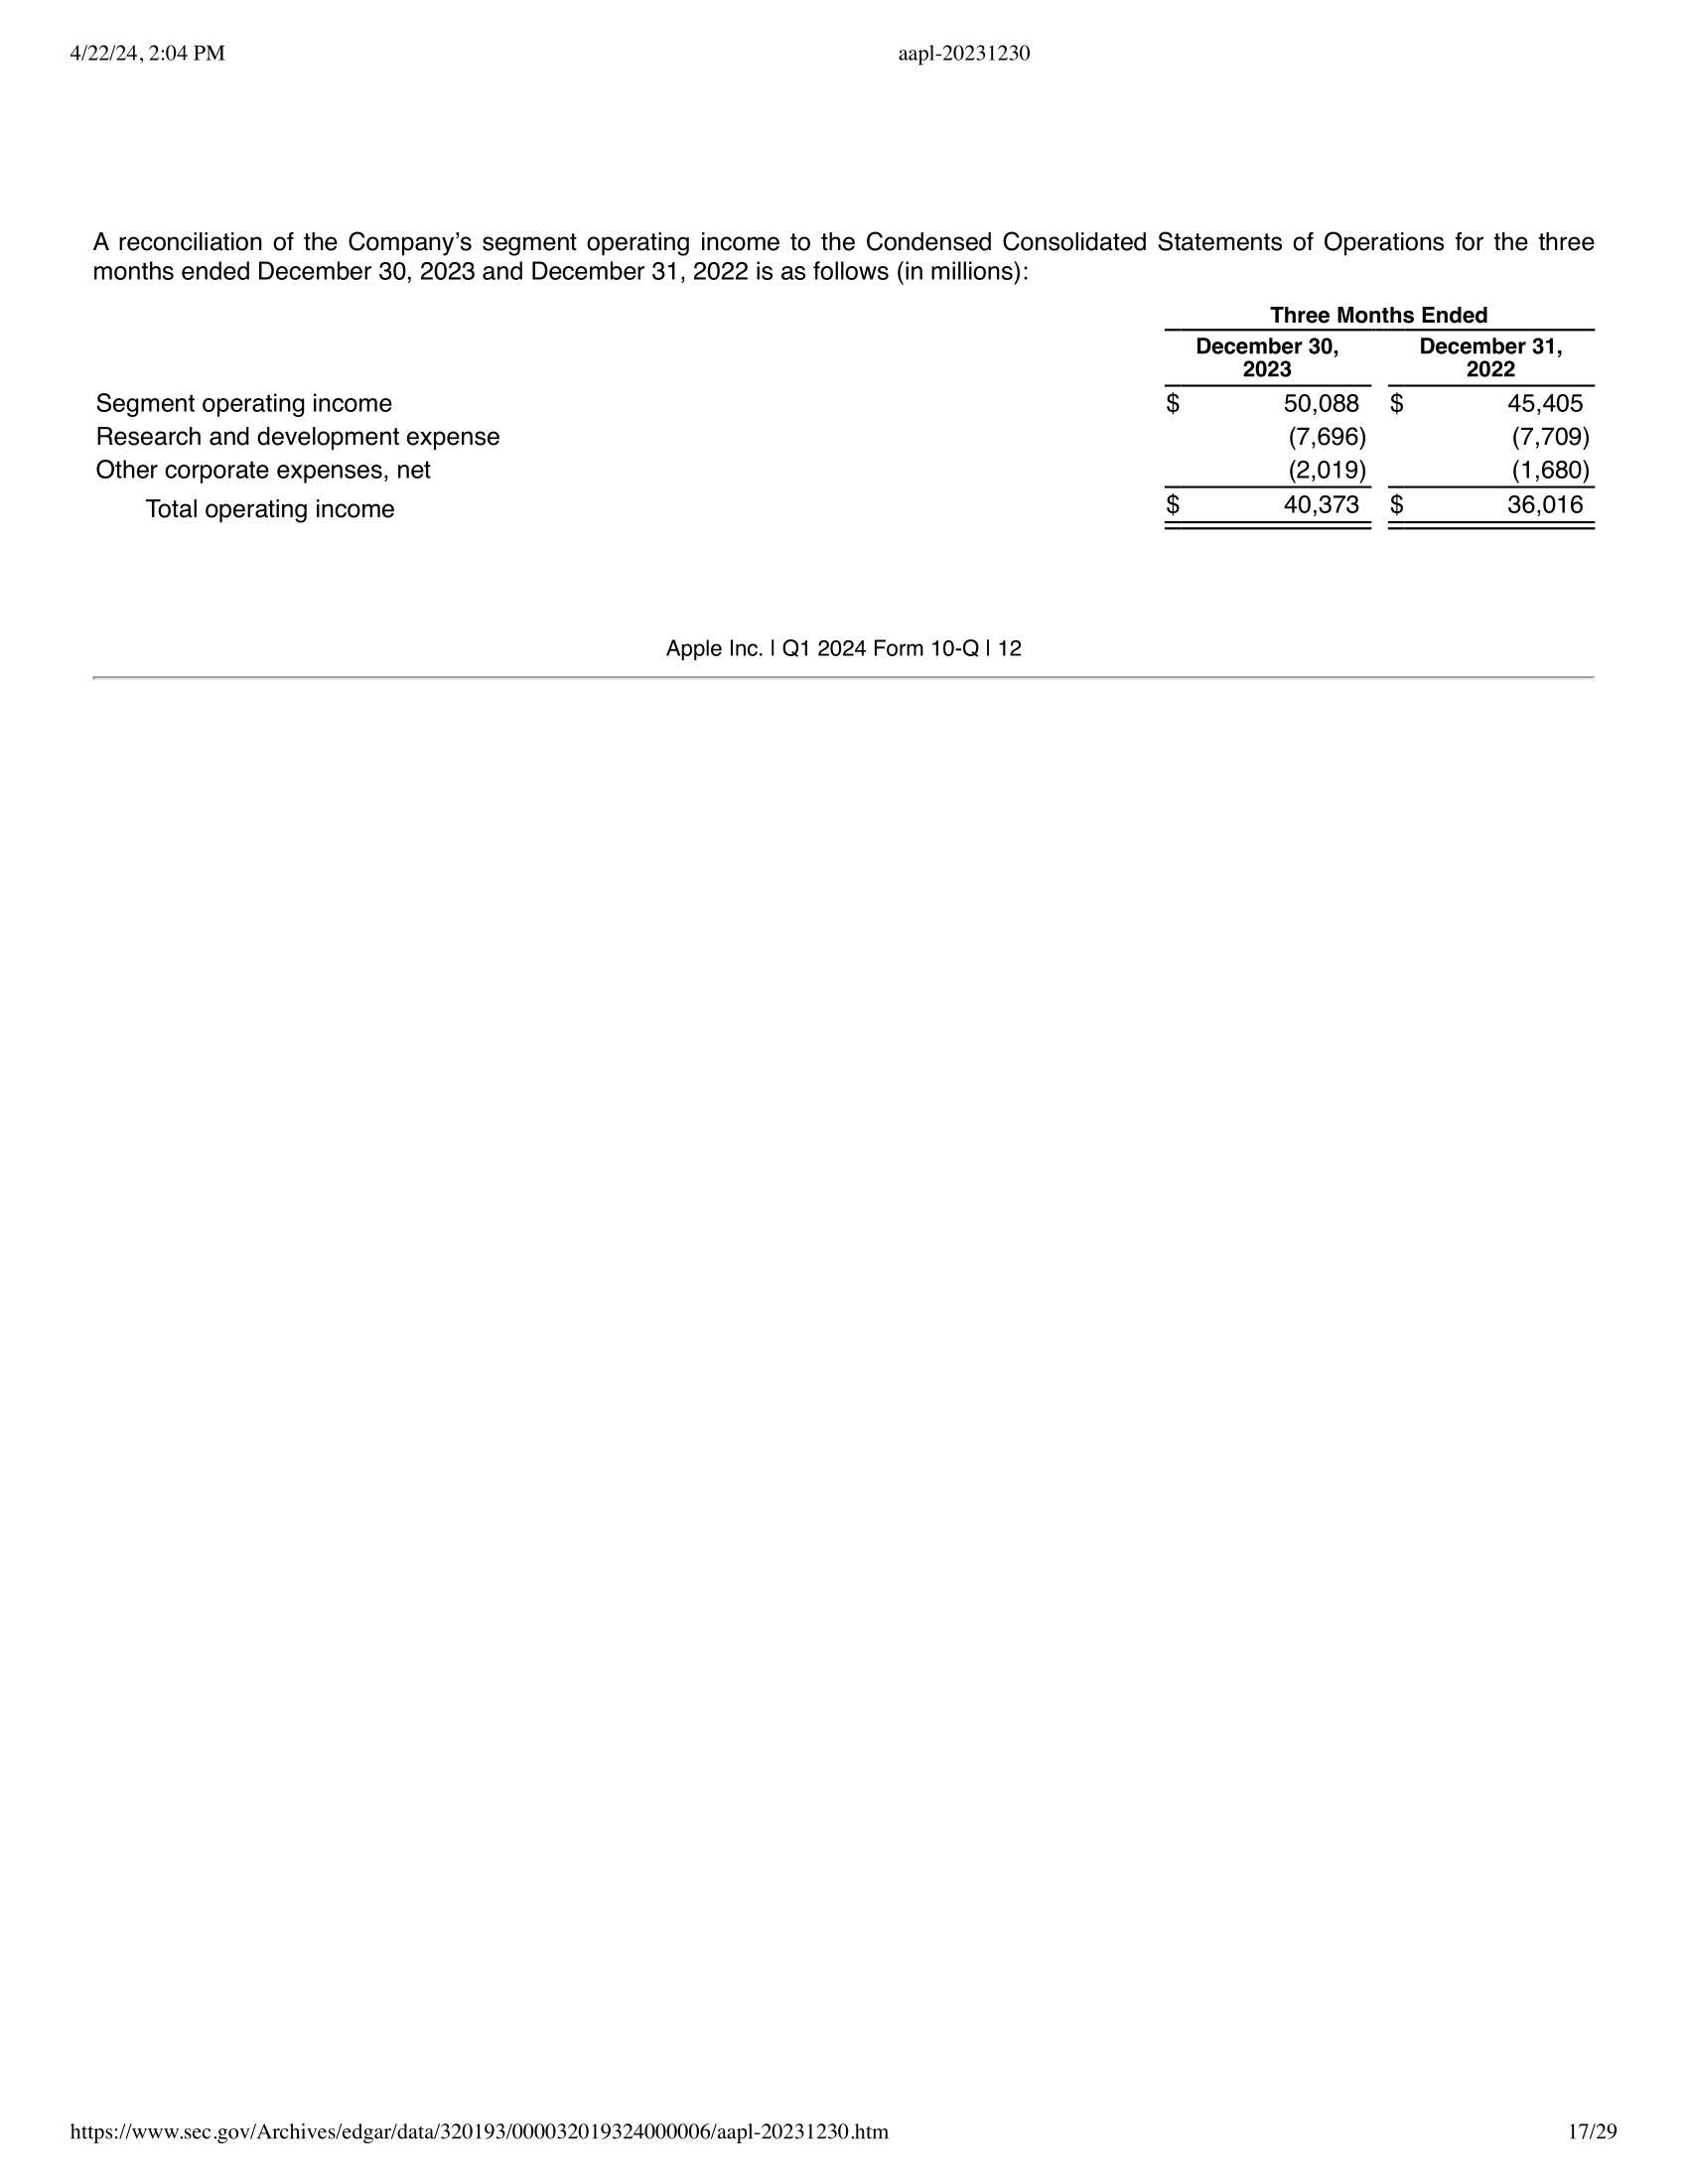 4/22/24, 2:04 PM aapl-20231230
A reconciliation of the Company’s segment operating income to the Condensed Consolidated Statements of Operations for the three
months ended December 30, 2023 and December 31, 2022 is as follows (in millions):
Three Months Ended
December 30, December 31,
2023 2022
Segment operating income $ 50,088 $ 45,405
Research and development expense (7,696) (7,709)
Other corporate expenses, net (2,019) (1,680)
Total operating income $ 40,373 $ 36,016
Apple Inc. | Q1 2024 Form 10-Q | 12
https://www.sec.gov/Archives/edgar/data/320193/000032019324000006/aapl-20231230.htm 17/29